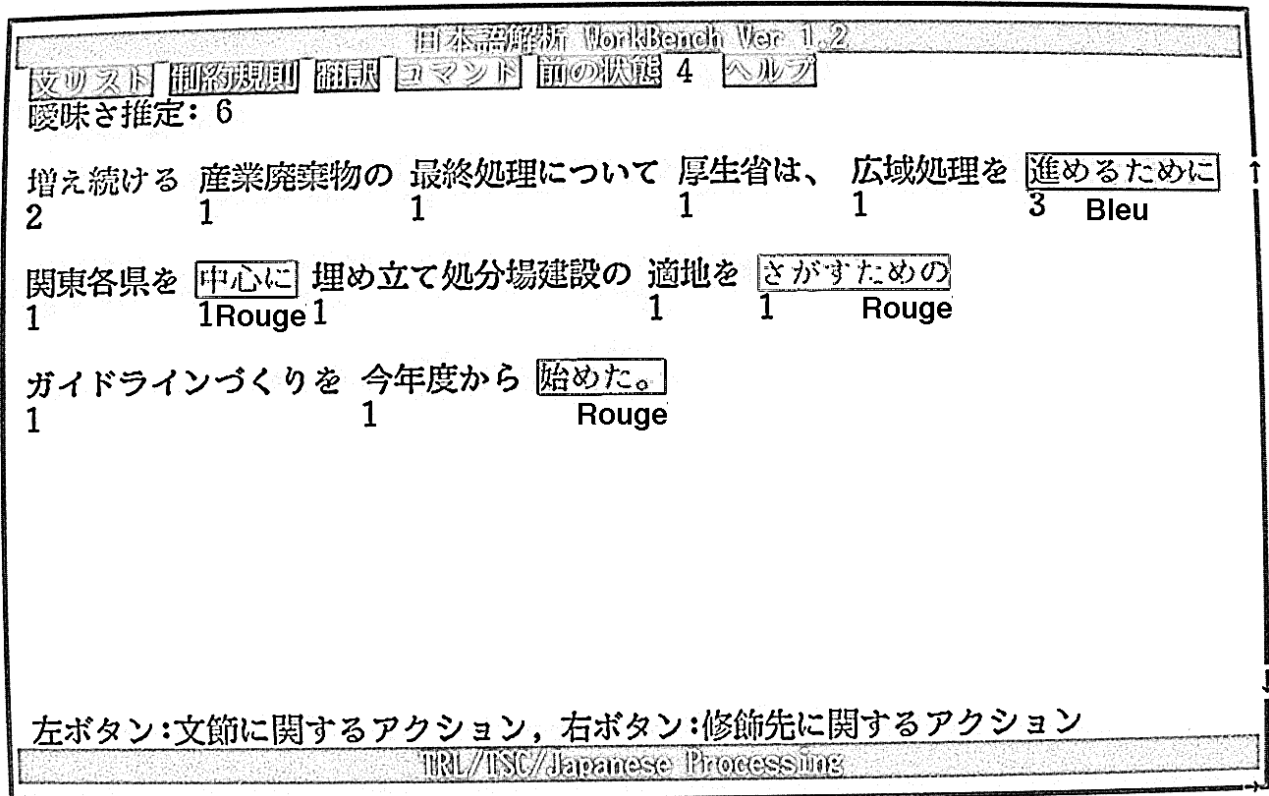 日本語解析 WorkBench Ver 1.2
文リスト 制約規則 翻訳 コマンド 前の状態 4 ヘルプ
曖昧さ推定: 6
増え続ける 産業廃棄物の 最終処理について 厚生省は、 広域処理を 進めるために
2 1 1 1 1 3 Bleu
関東各県を 中心に 埋め立て処分場建設の 適地を さがすための
1 1Rouge 1 1 1 Rouge
ガイドラインづくりを 今年度から 始めた。
1 1 Rouge
左ボタン:文節に関するアクション, 右ボタン:修飾先に関するアクション
TRL/TSC/Japanese Processing